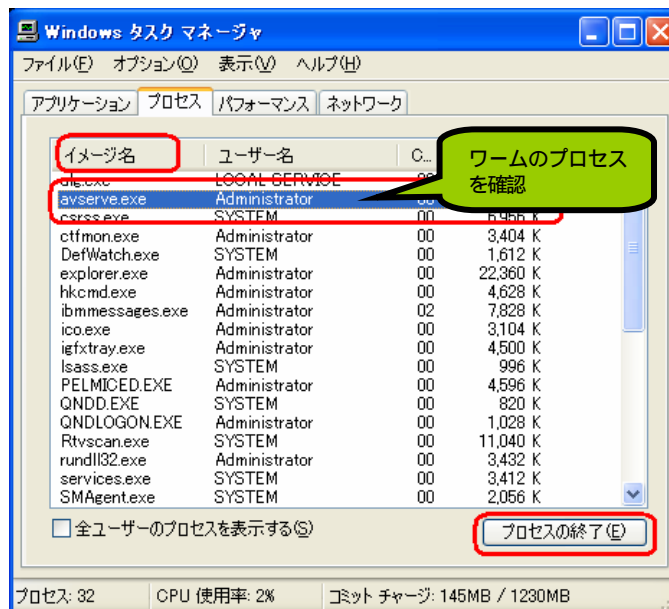 Windows タスク マネージャ
ファイル(F) オプション(O) 表示(V) ヘルプ(H)
アプリケーション プロセス パフォーマンス ネットワーク
イメージ名 ユーザー名 C...
ワームのプロセス
を確認
alg.exe LOCAL SERVICE
avserve.exe Administrator
csrss.exe SYSTEM 00 6,956 K
ctfmon.exe Administrator 00 3,404 K
DefWatch.exe SYSTEM 00 1,612 K
explorer.exe Administrator 00 22,360 K
hkcmd.exe Administrator 00 4,628 K
ibmmessages.exe Administrator 02 7,828 K
ico.exe Administrator 00 3,104 K
igfxtray.exe Administrator 00 4,500 K
lsass.exe SYSTEM 00 996 K
PELMICED.EXE Administrator 00 4,596 K
QNDD.EXE SYSTEM 00 820 K
QNDLOGON.EXE Administrator 00 1,028 K
Rtvscan.exe SYSTEM 00 11,040 K
rundll32.exe Administrator 00 3,432 K
services.exe SYSTEM 00 3,412 K
SMAgent.exe SYSTEM 00 2,056 K
全ユーザーのプロセスを表示する(S) プロセスの終了(E)
プロセス: 32 CPU 使用率: 2% コミット チャージ: 145MB / 1230MB